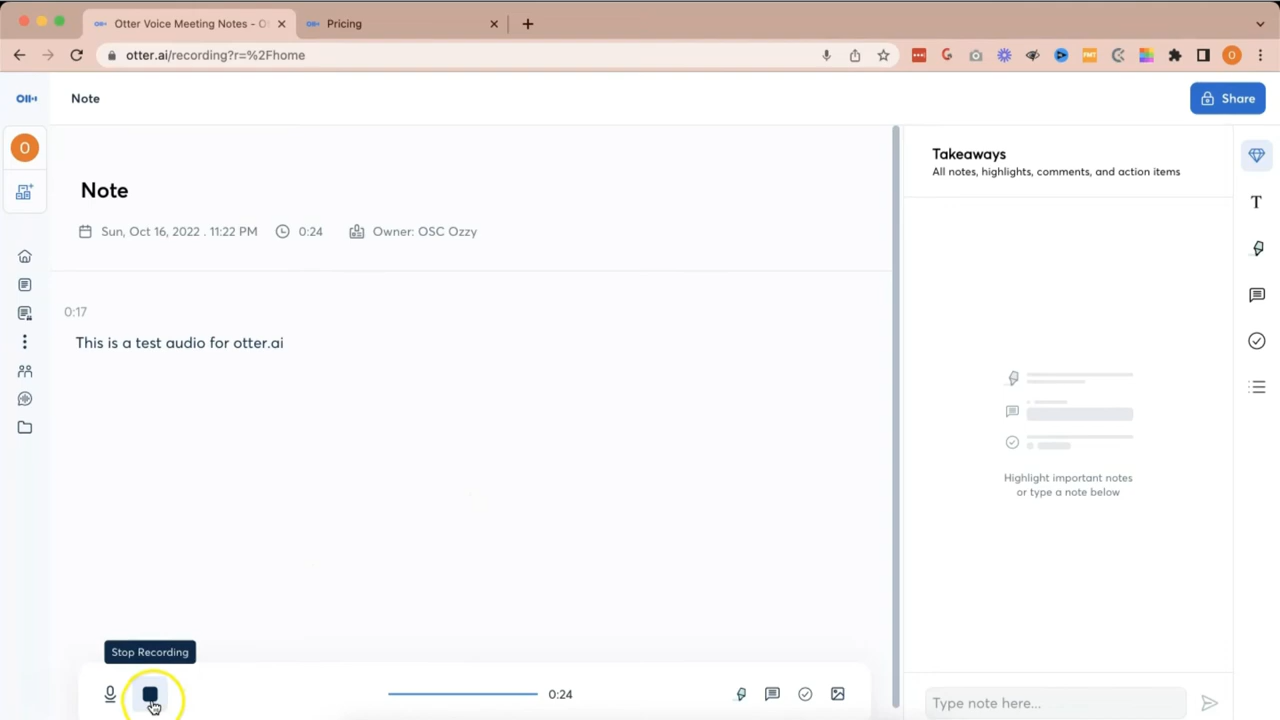 Otter Voice Meeting Notes - O
Pricing
otter.ai/recording?r=%2Fhome
O
Note
Share
O
Takeaways
All notes, highlights, comments, and action items
Note
Sun, Oct 16, 2022 . 11:22 PM
0:24
Owner: OSC Ozzy
T
0:17
This is a test audio for otter.ai
Highlight important notes
or type a note below
Stop Recording
0:24
Type note here...